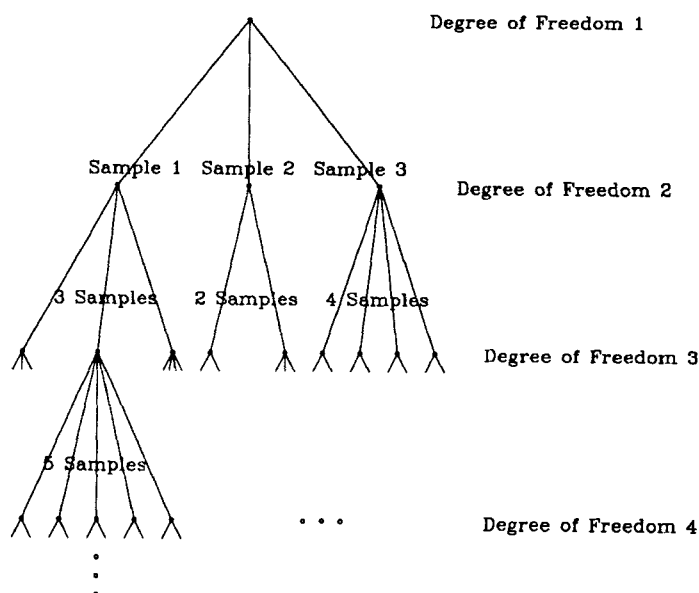 Degree of Freedom 1
Sample 1
Sample 2
Sample 3
Degree of Freedom 2
3 Samples
2 Samples
4 Samples
Degree of Freedom 3
5 Samples
Degree of Freedom 4